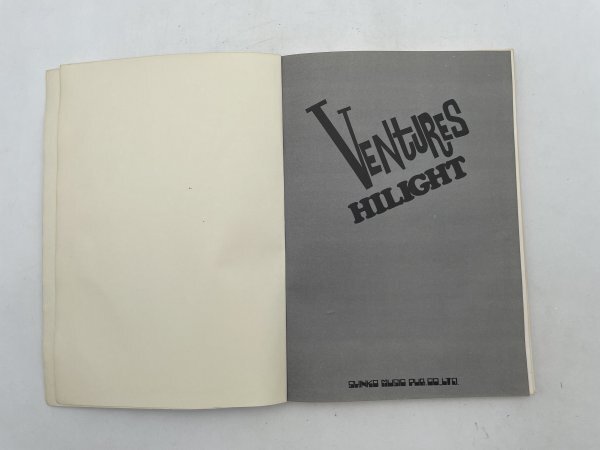 VENTURES
HILIGHT
SHINKO MUSIC PUB. CO., LTD.